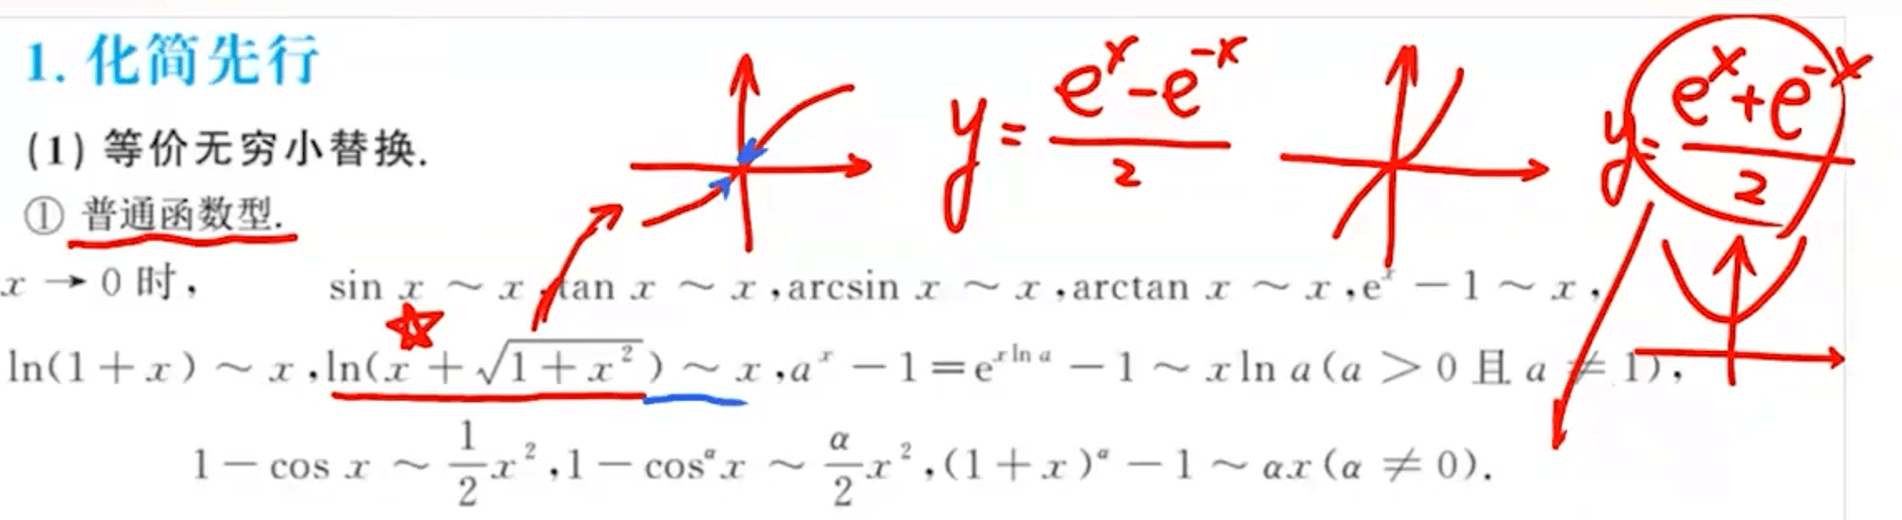 1. 化简先行
y = (e^x - e^{-x})/2
y = (e^x + e^{-x})/2
(1) 等价无穷小替换.
① 普通函数型.
x → 0 时, sin x ~ x, tan x ~ x, arcsin x ~ x, arctan x ~ x, e^x − 1 ~ x,
ln(1+x) ~ x, ln(x + √(1+x²)) ~ x, a^x − 1 = e^{x ln a} − 1 ~ x ln a (a > 0 且 a ≠ 1),
1 − cos x ~ 1/2 x², 1 − cos^α x ~ α/2 x², (1+x)^α − 1 ~ αx (α ≠ 0).